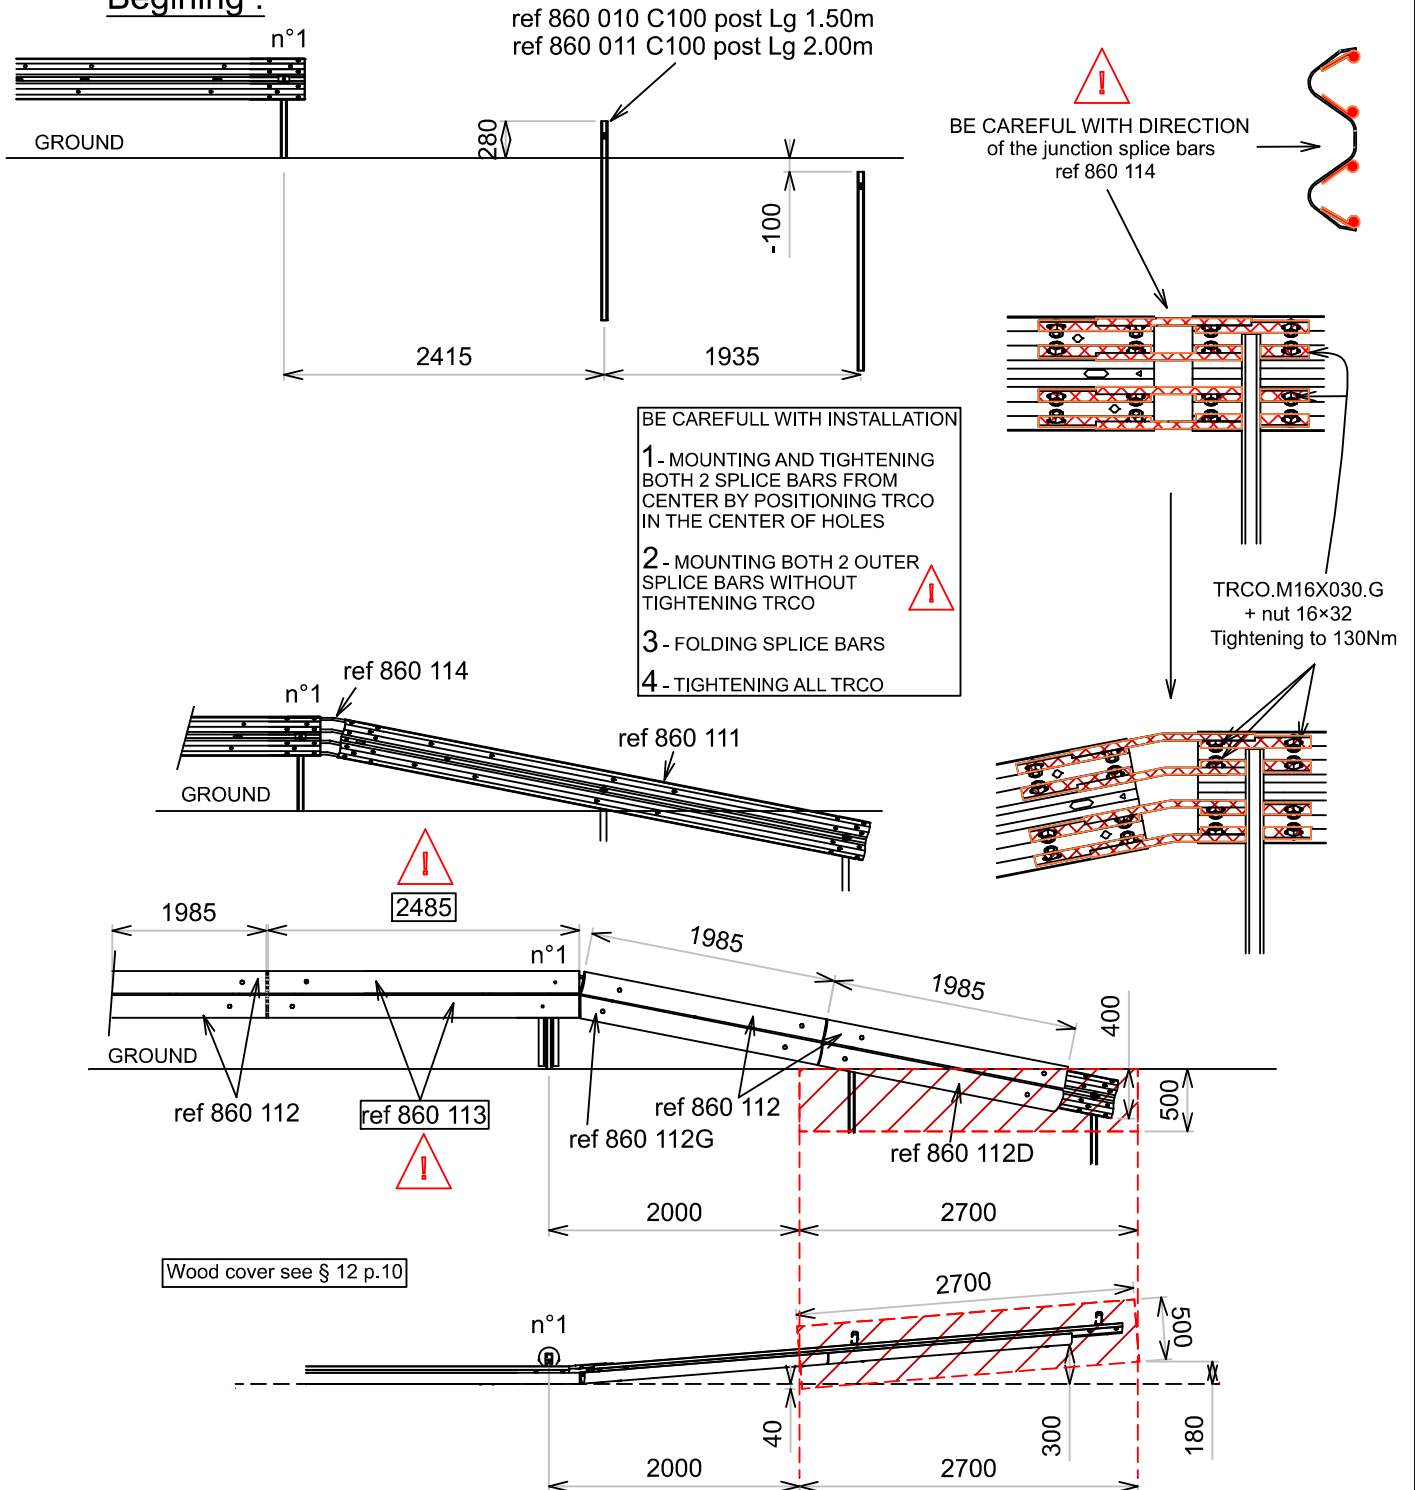 Begining :
n°1
ref 860 010 C100 post Lg 1.50m
ref 860 011 C100 post Lg 2.00m
GROUND
280
-100
2415
1935
!
BE CAREFUL WITH DIRECTION
of the junction splice bars
ref 860 114
BE CAREFULL WITH INSTALLATION
1- MOUNTING AND TIGHTENING
BOTH 2 SPLICE BARS FROM
CENTER BY POSITIONING TRCO
IN THE CENTER OF HOLES
2- MOUNTING BOTH 2 OUTER
SPLICE BARS WITHOUT
TIGHTENING TRCO
!
3- FOLDING SPLICE BARS
4- TIGHTENING ALL TRCO
TRCO.M16X030.G
+ nut 16×32
Tightening to 130Nm
n°1
ref 860 114
ref 860 111
GROUND
!
1985
2485
n°1
1985
1985
400
500
GROUND
ref 860 112
ref 860 113
!
ref 860 112G
ref 860 112
ref 860 112D
2000
2700
Wood cover see § 12 p.10
n°1
2700
500
40
300
180
2000
2700